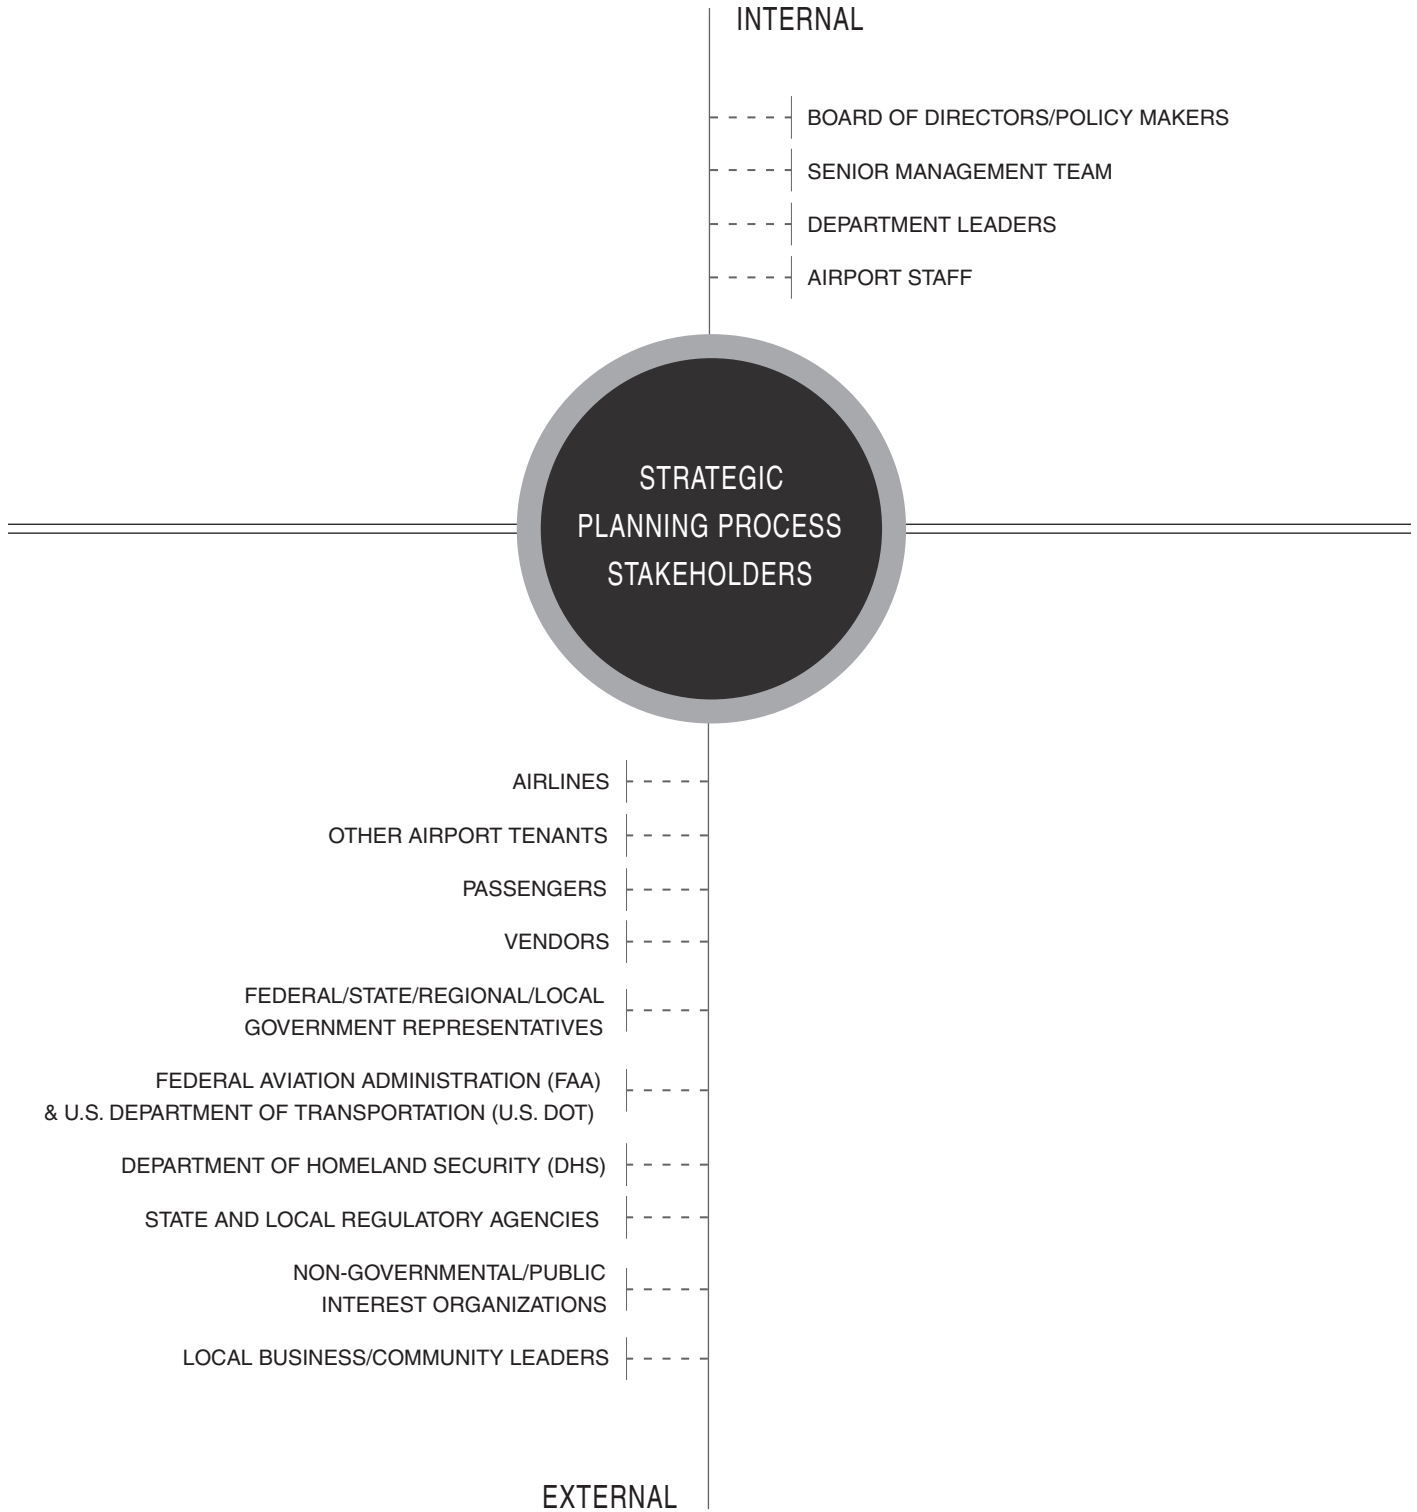 INTERNAL
BOARD OF DIRECTORS/POLICY MAKERS
SENIOR MANAGEMENT TEAM
DEPARTMENT LEADERS
AIRPORT STAFF
STRATEGIC
PLANNING PROCESS
STAKEHOLDERS
AIRLINES
OTHER AIRPORT TENANTS
PASSENGERS
VENDORS
FEDERAL/STATE/REGIONAL/LOCAL
GOVERNMENT REPRESENTATIVES
FEDERAL AVIATION ADMINISTRATION (FAA)
& U.S. DEPARTMENT OF TRANSPORTATION (U.S. DOT)
DEPARTMENT OF HOMELAND SECURITY (DHS)
STATE AND LOCAL REGULATORY AGENCIES
NON-GOVERNMENTAL/PUBLIC
INTEREST ORGANIZATIONS
LOCAL BUSINESS/COMMUNITY LEADERS
EXTERNAL